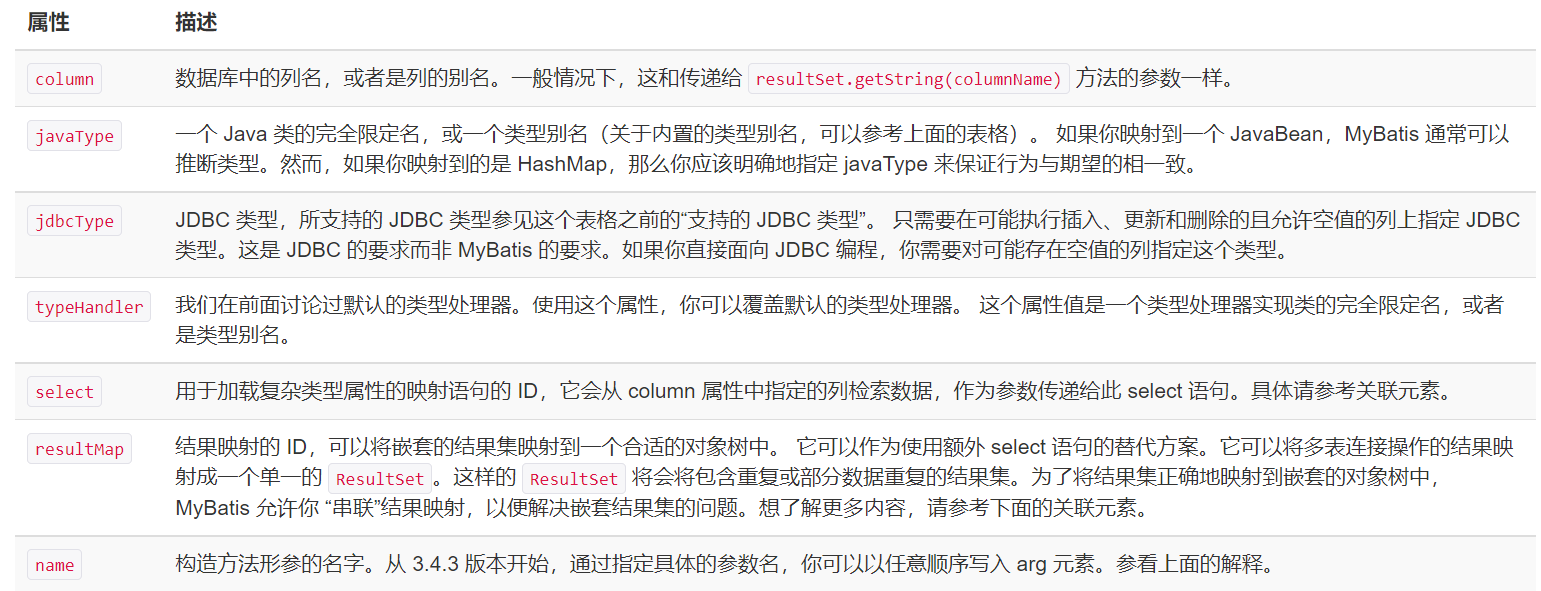 属性 描述
column 数据库中的列名，或者是列的别名。一般情况下，这和传递给 resultSet.getString(columnName) 方法的参数一样。
javaType 一个 Java 类的完全限定名，或一个类型别名（关于内置的类型别名，可以参考上面的表格）。 如果你映射到一个 JavaBean，MyBatis 通常可以
推断类型。然而，如果你映射到的是 HashMap，那么你应该明确地指定 javaType 来保证行为与期望的相一致。
jdbcType JDBC 类型，所支持的 JDBC 类型参见这个表格之前的“支持的 JDBC 类型”。 只需要在可能执行插入、更新和删除的且允许空值的列上指定 JDBC
类型。这是 JDBC 的要求而非 MyBatis 的要求。如果你直接面向 JDBC 编程，你需要对可能存在空值的列指定这个类型。
typeHandler 我们在前面讨论过默认的类型处理器。使用这个属性，你可以覆盖默认的类型处理器。 这个属性值是一个类型处理器实现类的完全限定名，或者
是类型别名。
select 用于加载复杂类型属性的映射语句的 ID，它会从 column 属性中指定的列检索数据，作为参数传递给此 select 语句。具体请参考关联元素。
resultMap 结果映射的 ID，可以将嵌套的结果集映射到一个合适的对象树中。 它可以作为使用额外 select 语句的替代方案。它可以将多表连接操作的结果映
射成一个单一的 ResultSet。这样的 ResultSet 将会将包含重复或部分数据重复的结果集。为了将结果集正确地映射到嵌套的对象树中，
MyBatis 允许你 “串联”结果映射，以便解决嵌套结果集的问题。想了解更多内容，请参考下面的关联元素。
name 构造方法形参的名字。从 3.4.3 版本开始，通过指定具体的参数名，你可以以任意顺序写入 arg 元素。参看上面的解释。